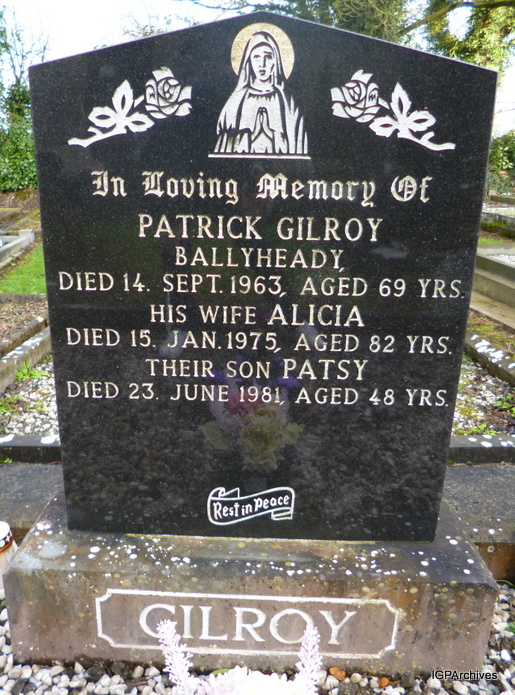 In Loving Memory Of
PATRICK GILROY
BALLYHEADY,
DIED 14. SEPT. 1963, AGED 69 YRS.
HIS WIFE ALICIA
DIED 15. JAN. 1975, AGED 82 YRS.
THEIR SON PATSY
DIED 23. JUNE 1981, AGED 48 YRS.
Rest in Peace
GILROY
IGPArchives